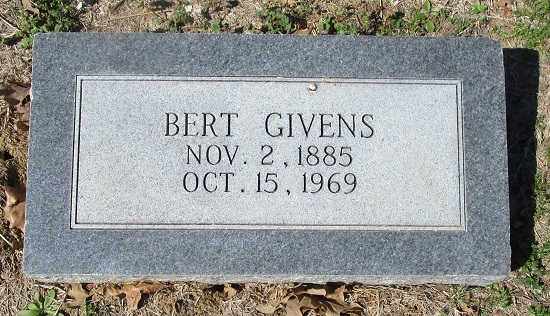 BERT GIVENS
NOV. 2, 1885
OCT. 15, 1969